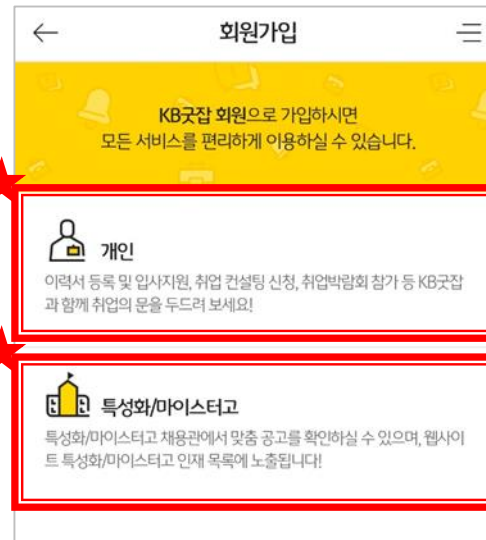 회원가입
KB굿잡 회원으로 가입하시면
모든 서비스를 편리하게 이용하실 수 있습니다.
개인
이력서 등록 및 입사지원, 취업 컨설팅 신청, 취업박람회 참가 등 KB굿잡
과 함께 취업의 문을 두드려 보세요!
특성화/마이스터고
특성화/마이스터고 채용관에서 맞춤 공고를 확인하실 수 있으며, 웹사이
트 특성화/마이스터고 인재 목록에 노출됩니다!